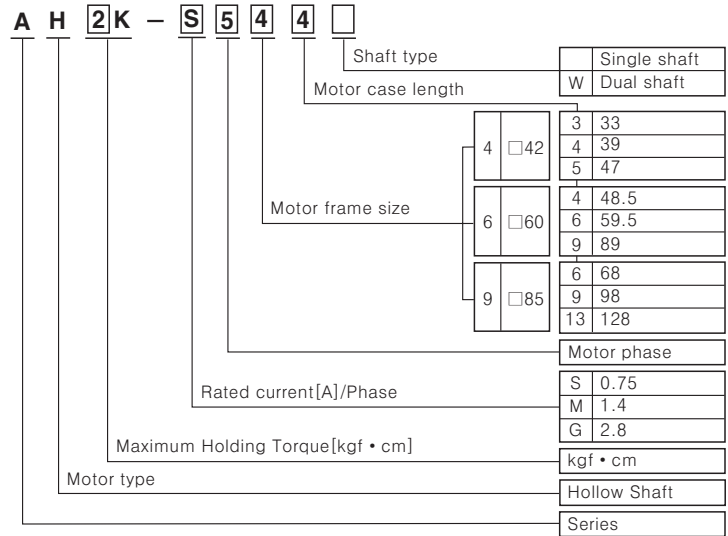 A H 2K － S 5 4 4 □
Shaft type
Single shaft
W Dual shaft
Motor case length
3 33
4 □42
4 39
5 47
4 48.5
Motor frame size
6 □60
6 59.5
9 89
6 68
9 □85
9 98
13 128
Motor phase
Rated current[A]/Phase
S 0.75
M 1.4
G 2.8
Maximum Holding Torque[kgf • cm]
kgf • cm
Motor type
Hollow Shaft
Series